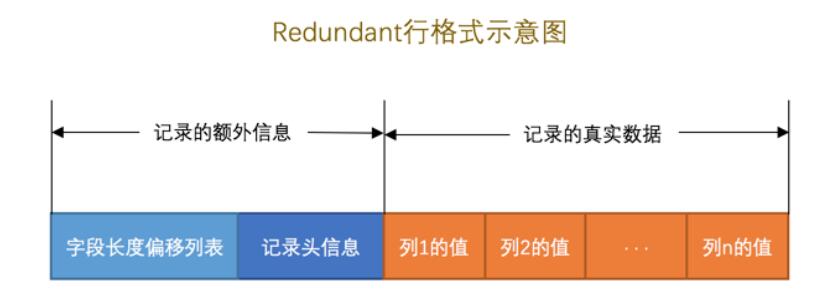 Redundant行格式示意图
记录的额外信息
记录的真实数据
字段长度偏移列表
记录头信息
列1的值
列2的值
...
列n的值